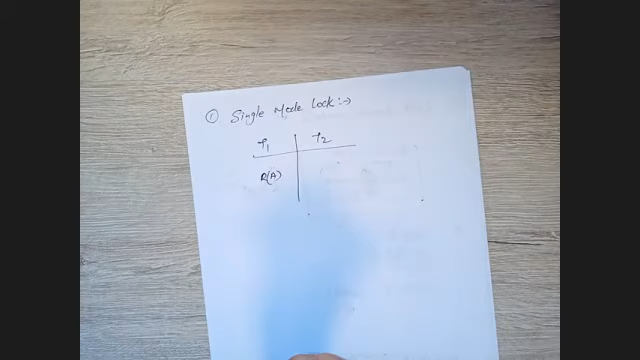 ① Single Mode Lock :->
T1 T2
R(A)